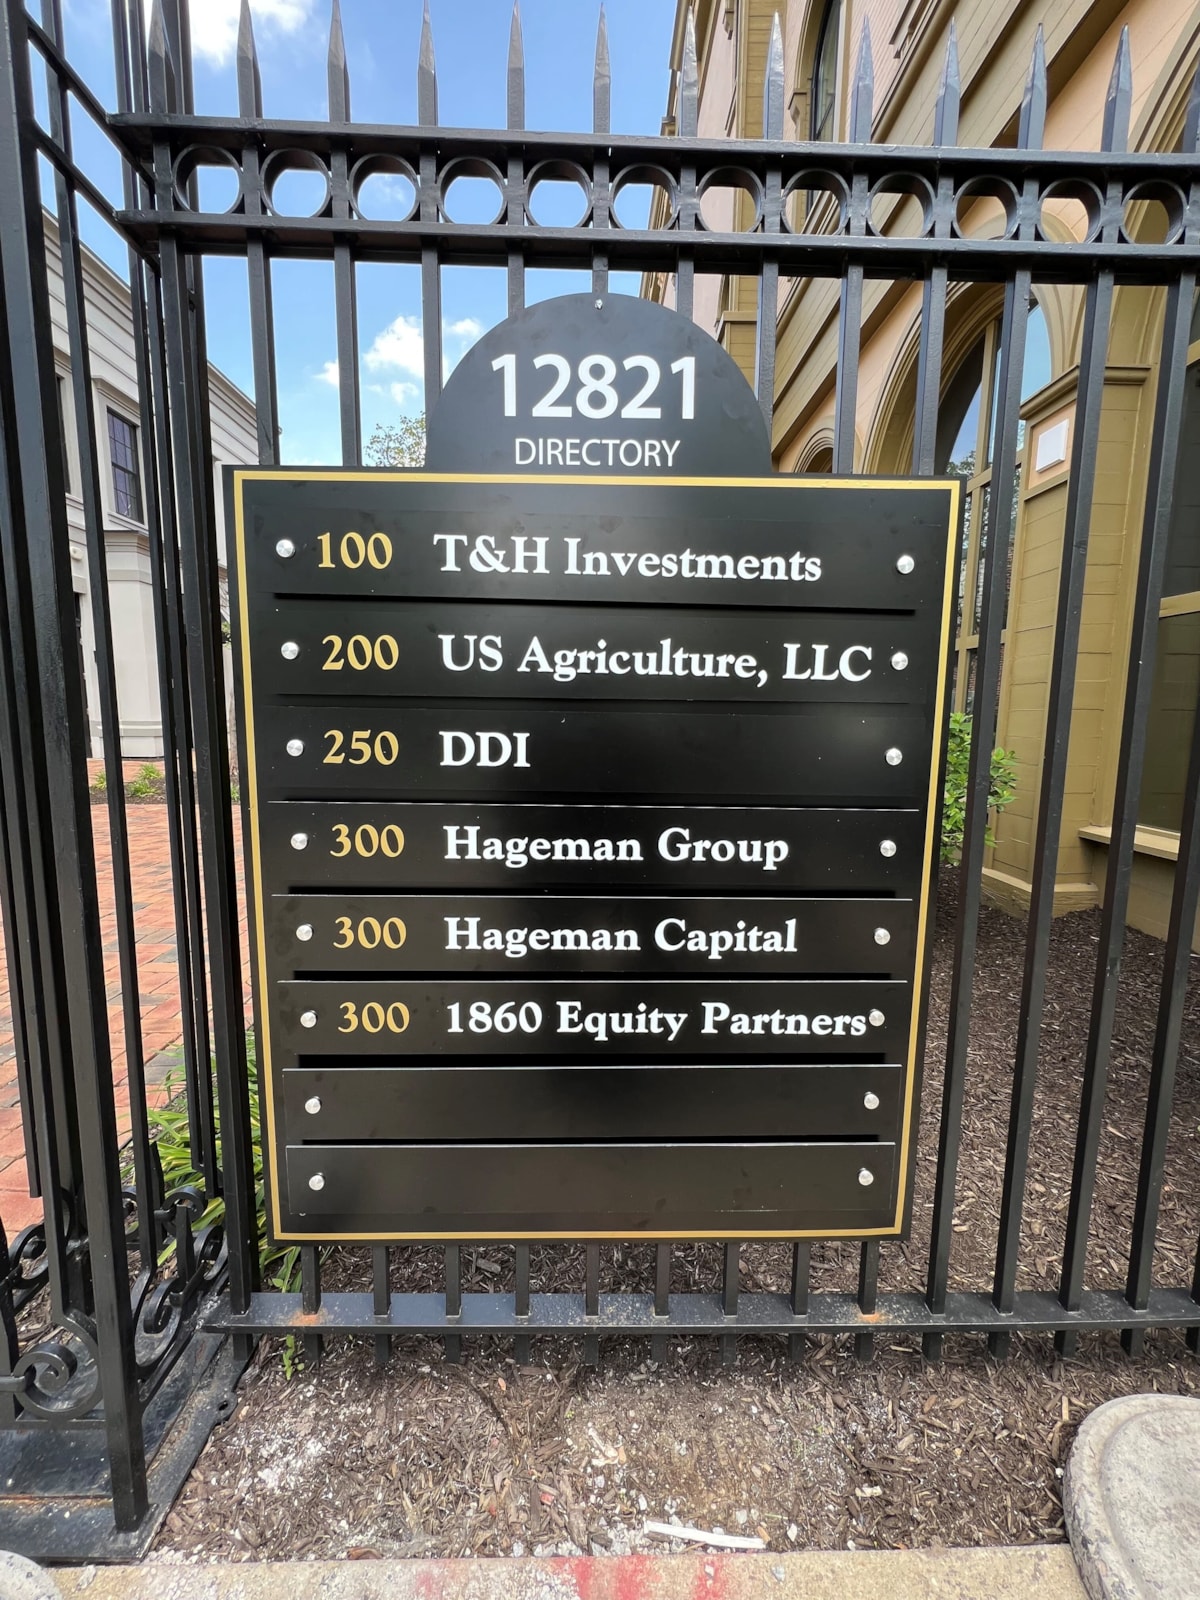 12821
DIRECTORY
100 T&H Investments
200 US Agriculture, LLC
250 DDI
300 Hageman Group
300 Hageman Capital
300 1860 Equity Partners